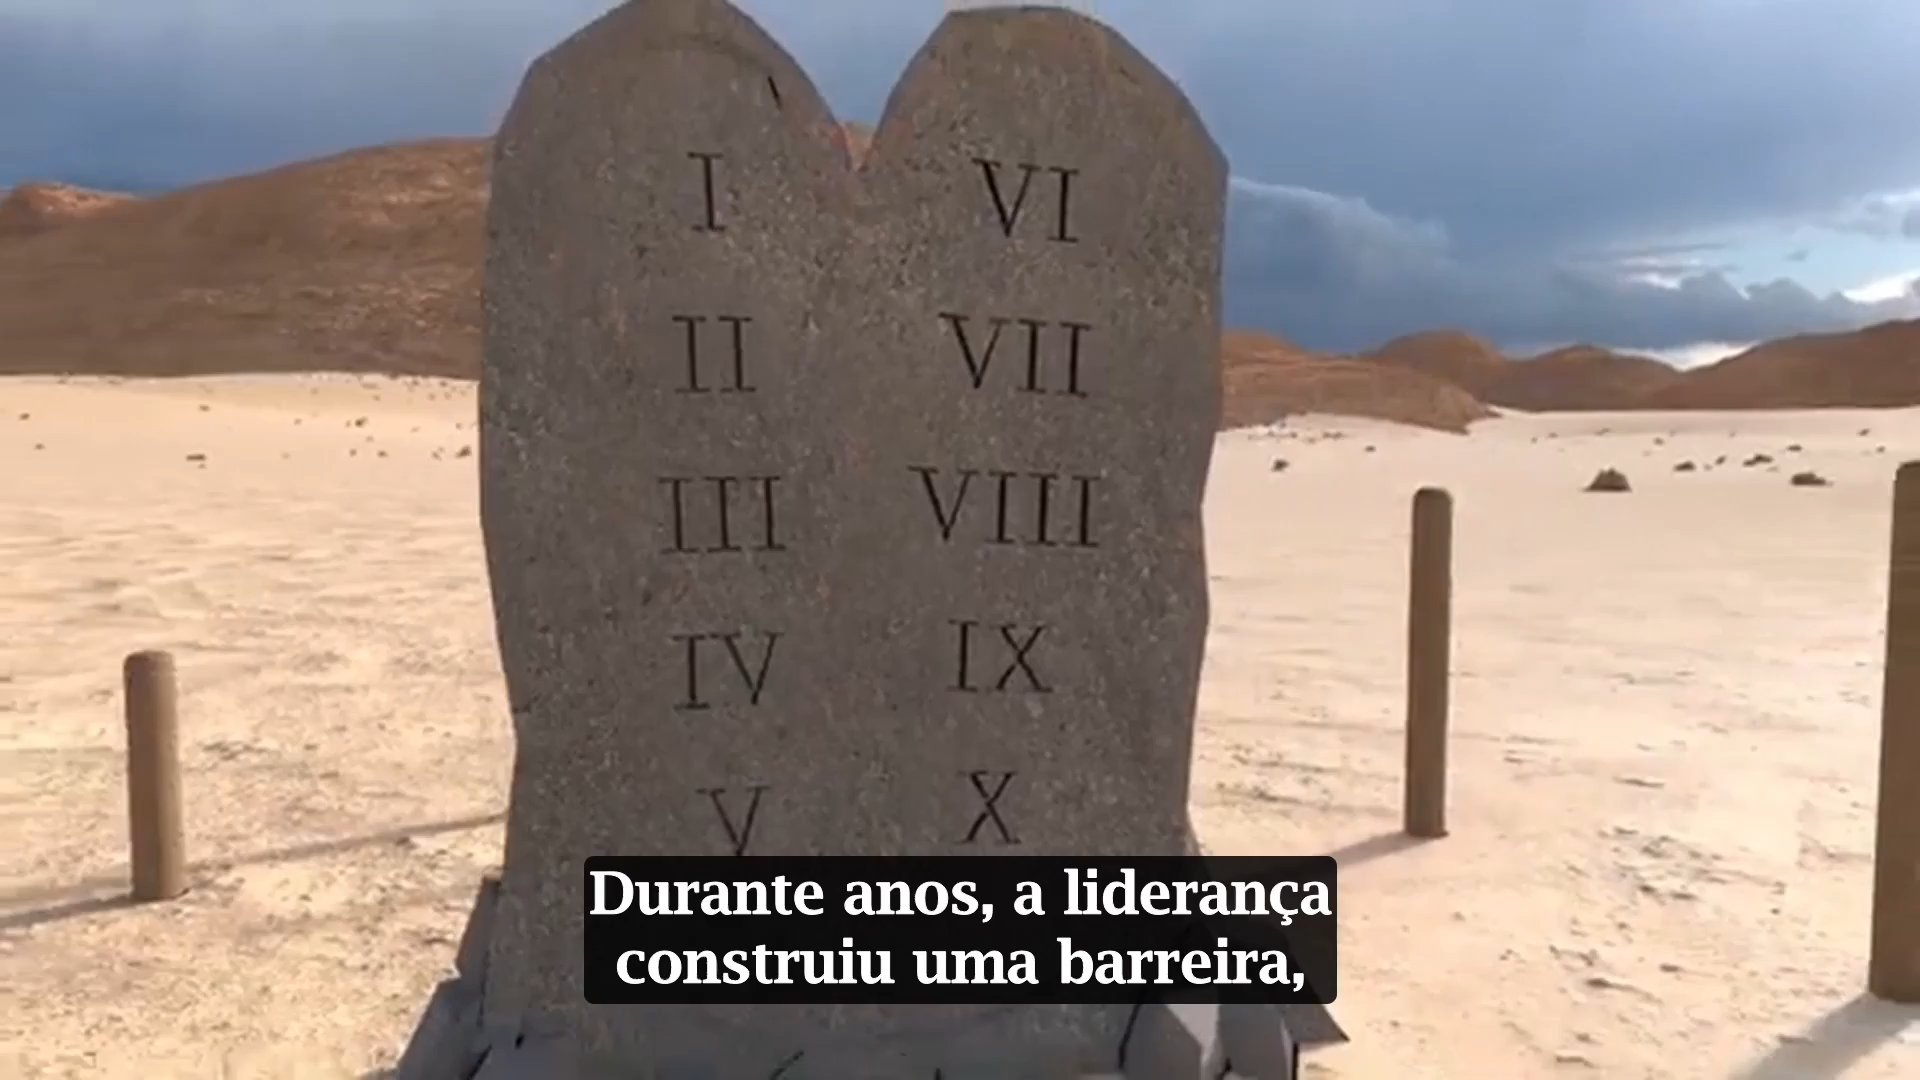 I VI
II VII
III VIII
IV IX
V X
Durante anos, a liderança
construiu uma barreira,